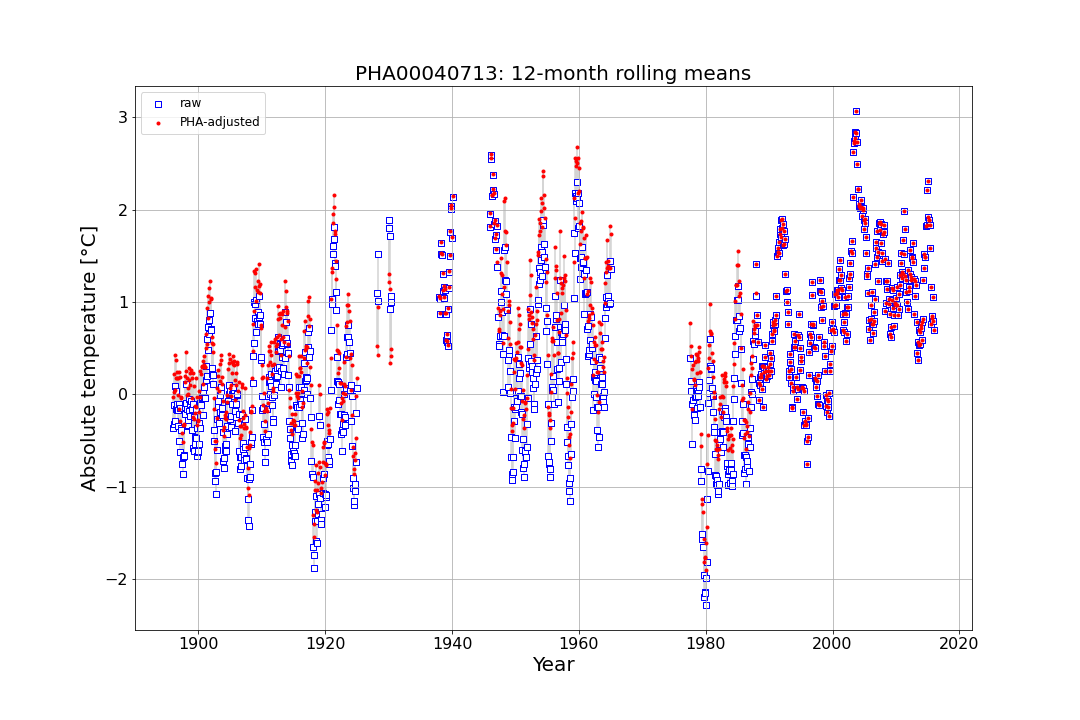 PHA00040713: 12-month rolling means
raw
PHA-adjusted
Absolute temperature [°C]
3
2
1
0
−1
−2
1900 1920 1940 1960 1980 2000 2020
Year